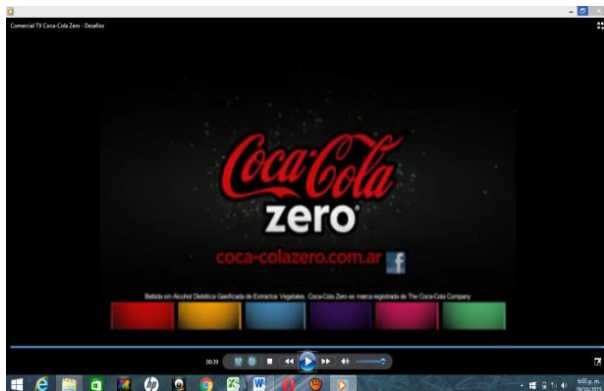 Comercial TV Coca-Cola Zero - Desafíos
Coca-Cola
zero
coca-colazero.com.ar f
Bebida sin Alcohol Dietética Gasificada de Extractos Vegetales. Coca-Cola Zero es marca registrada de The Coca-Cola Company
00:39